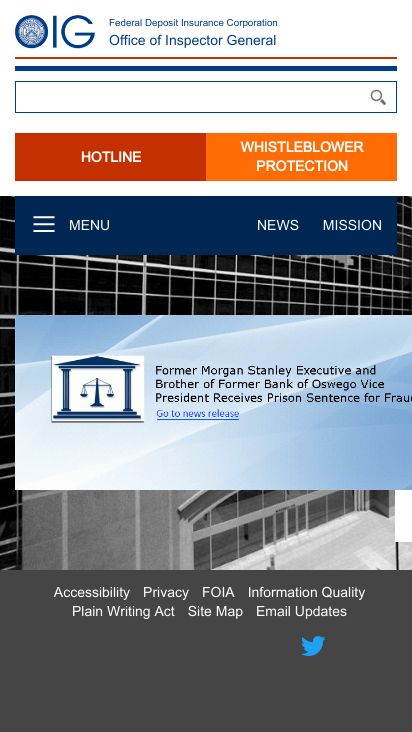 OIG
Federal Deposit Insurance Corporation
Office of Inspector General
HOTLINE
WHISTLEBLOWER
PROTECTION
MENU
NEWS
MISSION
Former Morgan Stanley Executive and
Brother of Former Bank of Oswego Vice
President Receives Prison Sentence for Frau
Go to news release
Accessibility Privacy FOIA Information Quality
Plain Writing Act Site Map Email Updates